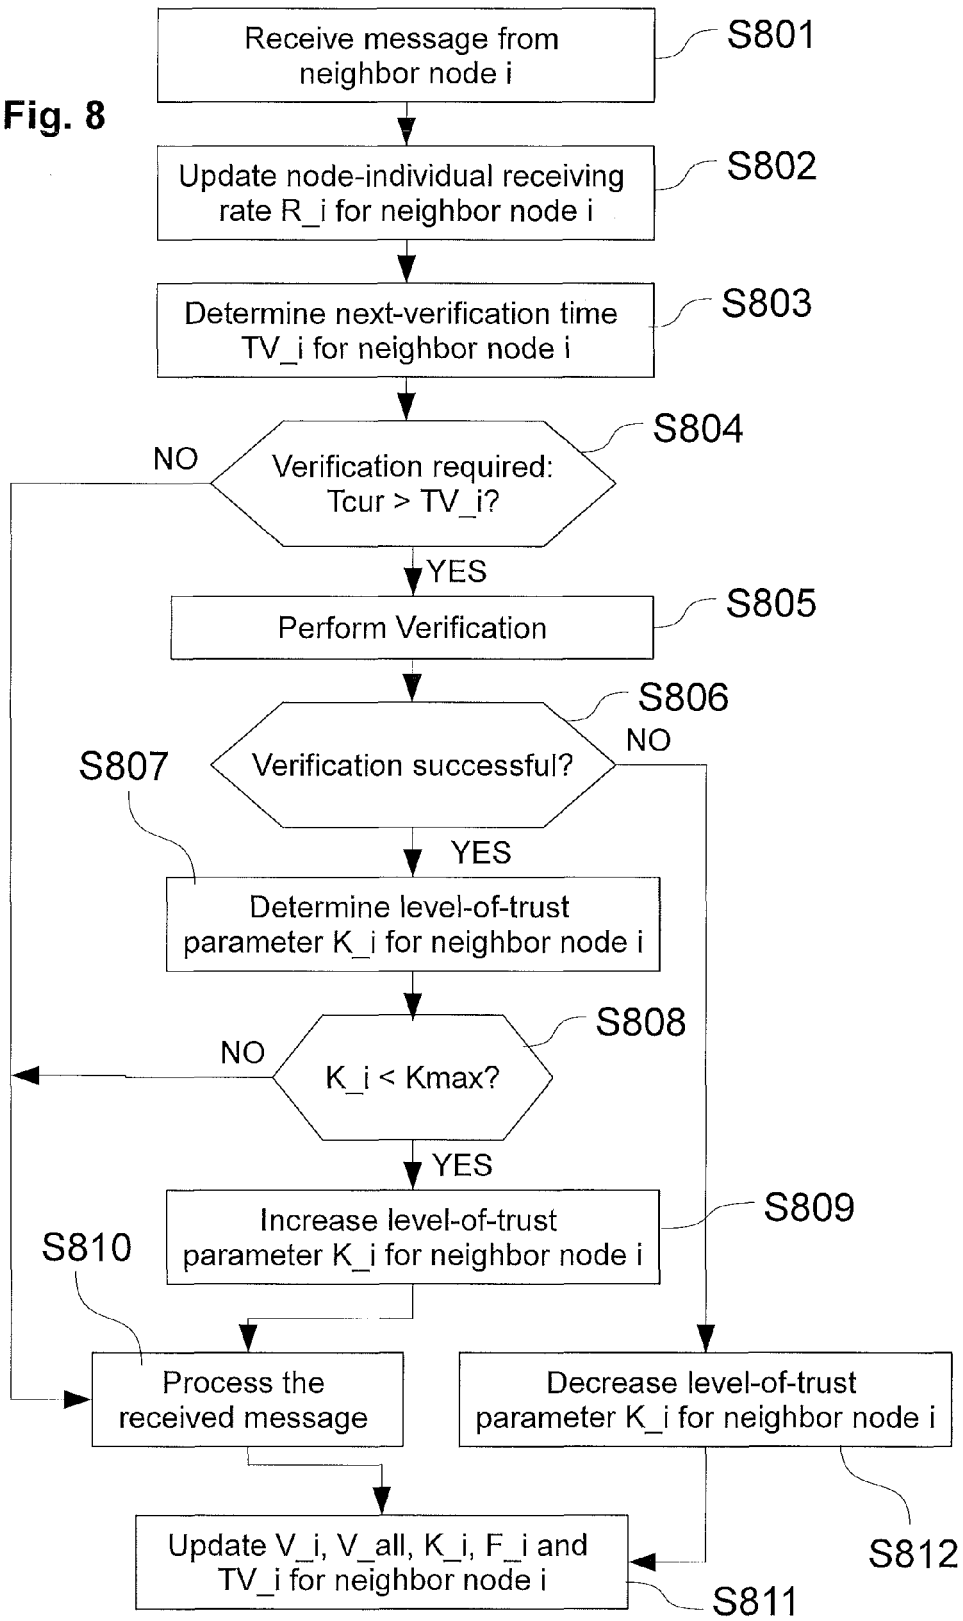 Fig. 8
Receive message from
neighbor node i
S801
Update node-individual receiving
rate R_i for neighbor node i
S802
Determine next-verification time
TV_i for neighbor node i
S803
Verification required:
Tcur > TV_i?
S804
NO
YES
Perform Verification
S805
Verification successful?
S806
NO
YES
S807
Determine level-of-trust
parameter K_i for neighbor node i
K_i < Kmax?
S808
NO
YES
Increase level-of-trust
parameter K_i for neighbor node i
S809
S810
Process the
received message
Decrease level-of-trust
parameter K_i for neighbor node i
S812
Update V_i, V_all, K_i, F_i and
TV_i for neighbor node i
S811